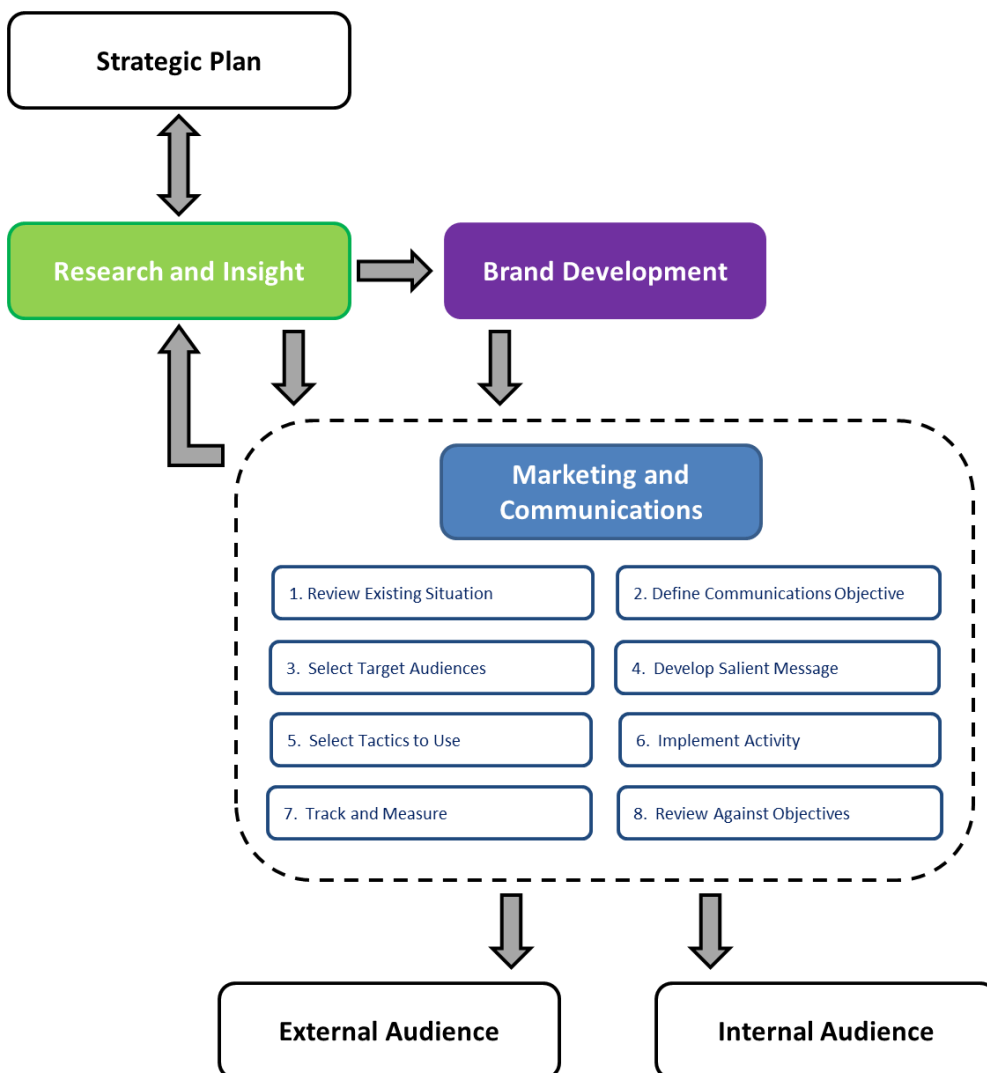 Strategic Plan
Research and Insight
Brand Development
Marketing and
Communications
1. Review Existing Situation
2. Define Communications Objective
3. Select Target Audiences
4. Develop Salient Message
5. Select Tactics to Use
6. Implement Activity
7. Track and Measure
8. Review Against Objectives
External Audience
Internal Audience